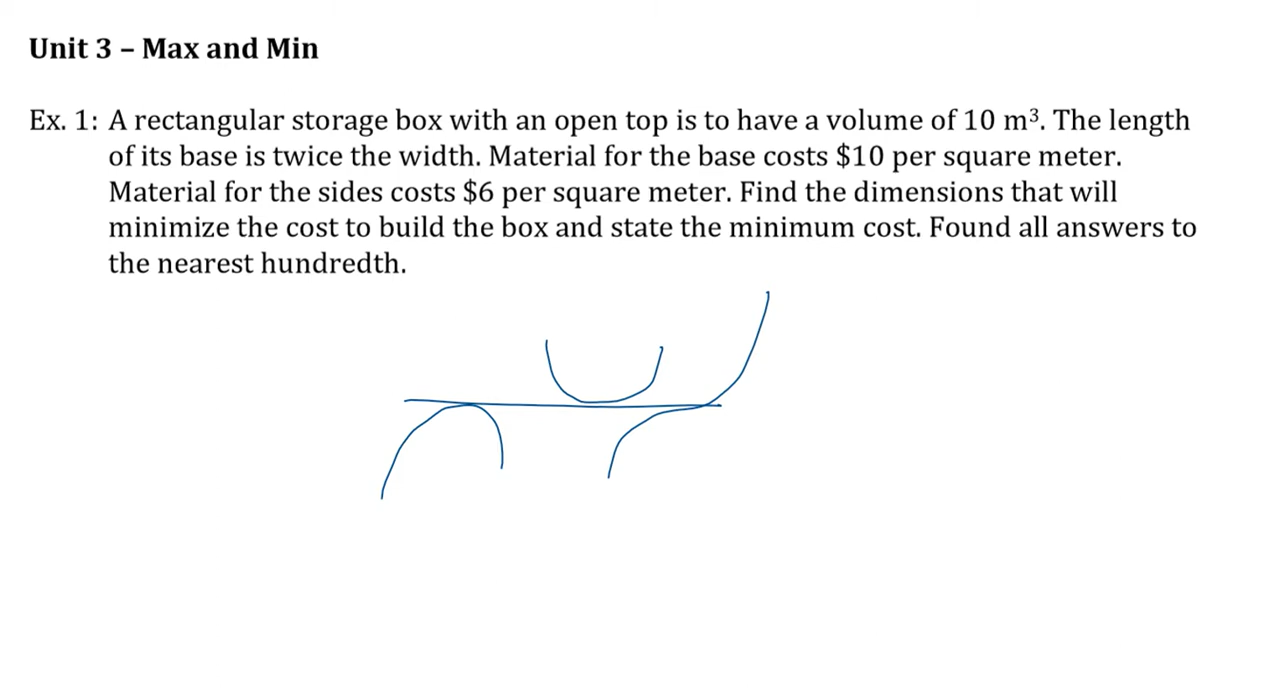 Unit 3 – Max and Min
Ex. 1: A rectangular storage box with an open top is to have a volume of 10 m³. The length
of its base is twice the width. Material for the base costs $10 per square meter.
Material for the sides costs $6 per square meter. Find the dimensions that will
minimize the cost to build the box and state the minimum cost. Found all answers to
the nearest hundredth.